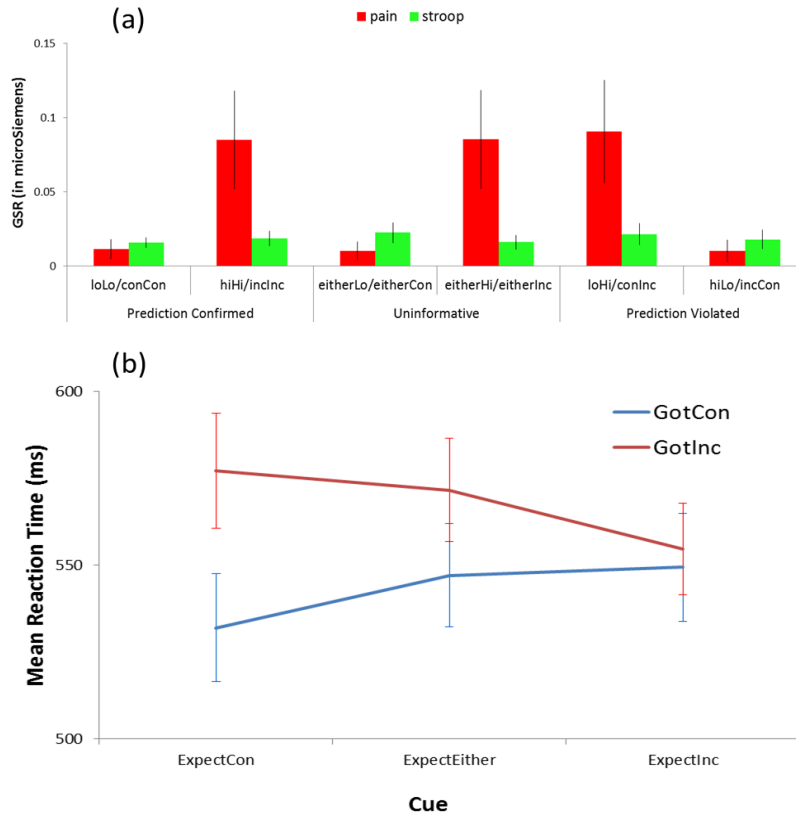 (a)
pain stroop
GSR (in microSiemens)
0.15
0.1
0.05
0
loLo/conCon hiHi/incInc eitherLo/eitherCon eitherHi/eitherInc loHi/conInc hiLo/incCon
Prediction Confirmed Uninformative Prediction Violated
(b)
Mean Reaction Time (ms)
600
550
500
GotCon
GotInc
ExpectCon ExpectEither ExpectInc
Cue